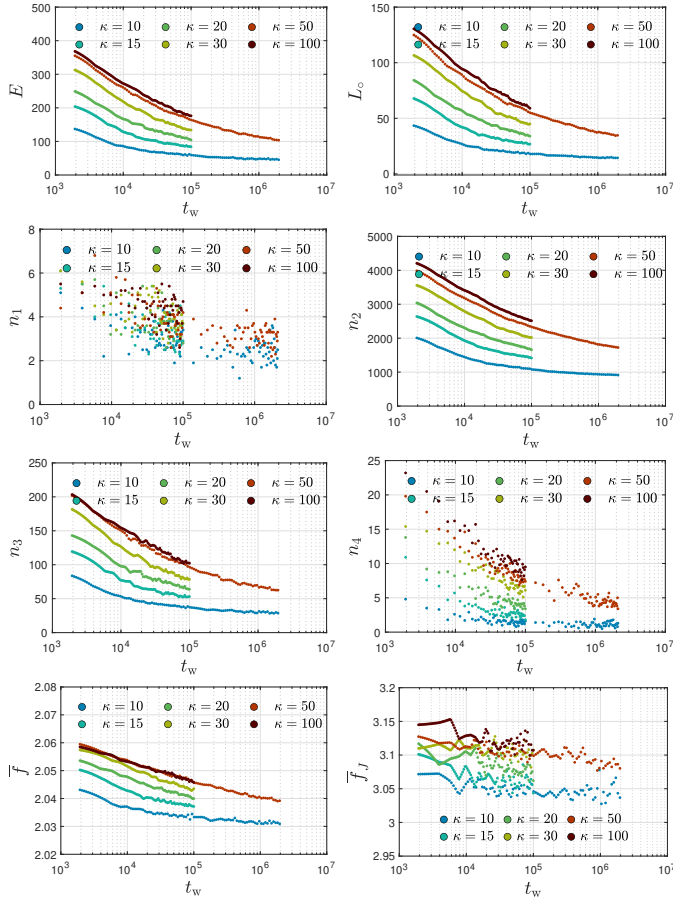 500
400
300
200
100
0
E
κ = 10 κ = 20 κ = 50
κ = 15 κ = 30 κ = 100
10^3 10^4 10^5 10^6 10^7
t_w
150
100
50
0
L_○
κ = 10 κ = 20 κ = 50
κ = 15 κ = 30 κ = 100
10^3 10^4 10^5 10^6 10^7
t_w
8
6
4
2
0
n_1
κ = 10 κ = 20 κ = 50
κ = 15 κ = 30 κ = 100
10^3 10^4 10^5 10^6 10^7
t_w
5000
4000
3000
2000
1000
0
n_2
κ = 10 κ = 20 κ = 50
κ = 15 κ = 30 κ = 100
10^3 10^4 10^5 10^6 10^7
t_w
250
200
150
100
50
0
n_3
κ = 10 κ = 20 κ = 50
κ = 15 κ = 30 κ = 100
10^3 10^4 10^5 10^6 10^7
t_w
25
20
15
10
5
0
n_4
κ = 10 κ = 20 κ = 50
κ = 15 κ = 30 κ = 100
10^3 10^4 10^5 10^6 10^7
t_w
2.08
2.07
2.06
2.05
2.04
2.03
2.02
f̅
κ = 10 κ = 20 κ = 50
κ = 15 κ = 30 κ = 100
10^3 10^4 10^5 10^6 10^7
t_w
3.2
3.15
3.1
3.05
3
2.95
f̅_J
κ = 10 κ = 20 κ = 50
κ = 15 κ = 30 κ = 100
10^3 10^4 10^5 10^6 10^7
t_w